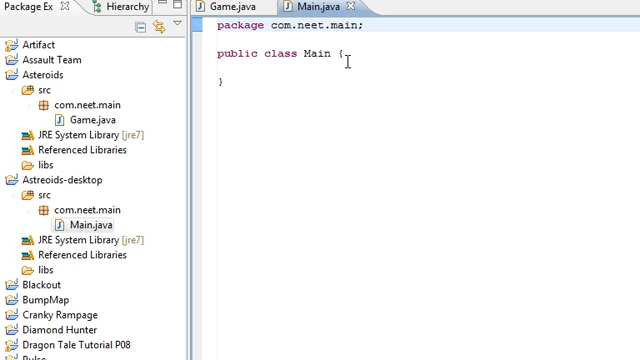 Package Ex
Hierarchy
Artifact
Assault Team
Asteroids
src
com.neet.main
Game.java
JRE System Library [jre7]
Referenced Libraries
libs
Astreoids-desktop
src
com.neet.main
Main.java
JRE System Library [jre7]
Referenced Libraries
libs
Blackout
BumpMap
Cranky Rampage
Diamond Hunter
Dragon Tale Tutorial P08
Pulse
Game.java
Main.java
package com.neet.main;
public class Main {
}